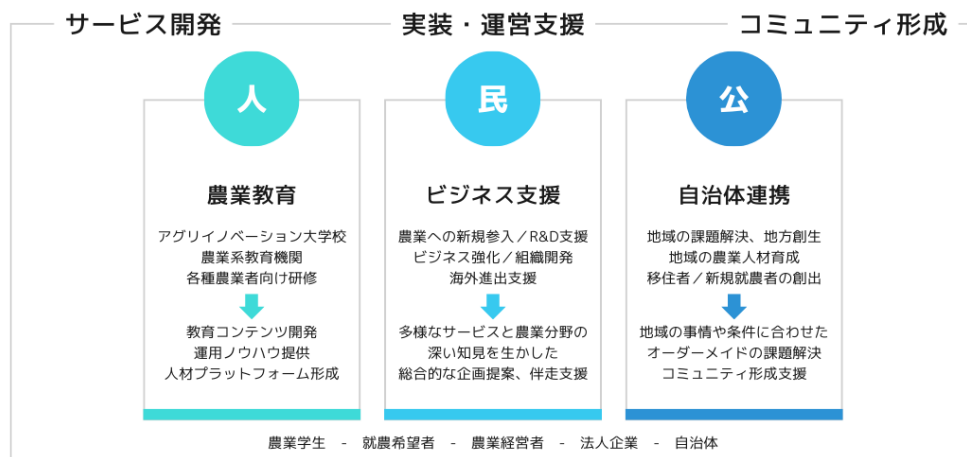 サービス開発
実装・運営支援
コミュニティ形成
人
農業教育
アグリイノベーション大学校
農業系教育機関
各種農業者向け研修
教育コンテンツ開発
運用ノウハウ提供
人材プラットフォーム形成
民
ビジネス支援
農業への新規参入／R&D支援
ビジネス強化／組織開発
海外進出支援
多様なサービスと農業分野の
深い知見を生かした
総合的な企画提案、伴走支援
公
自治体連携
地域の課題解決、地方創生
地域の農業人材育成
移住者／新規就農者の創出
地域の事情や条件に合わせた
オーダーメイドの課題解決
コミュニティ形成支援
農業学生 - 就農希望者 - 農業経営者 - 法人企業 - 自治体